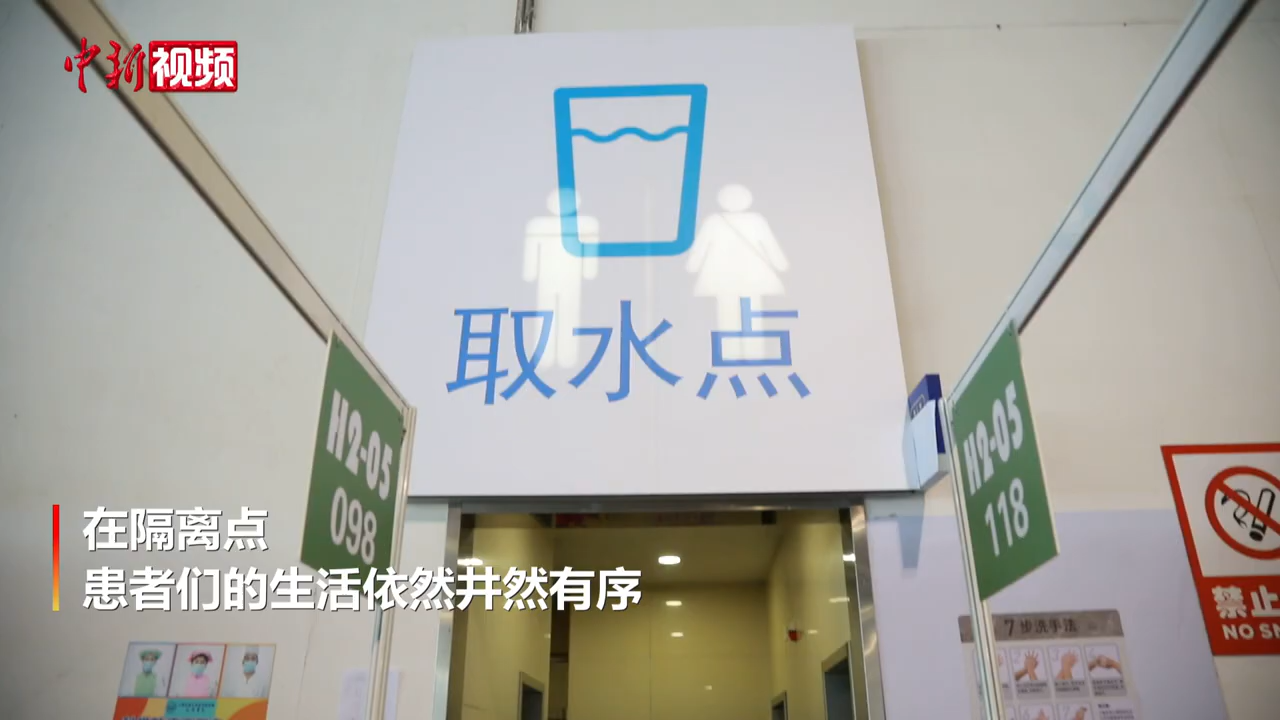 中新视频
取水点
H2-05
098
H2-05
118
在隔离点
患者们的生活依然井然有序
7步洗手法
禁止
NO SM